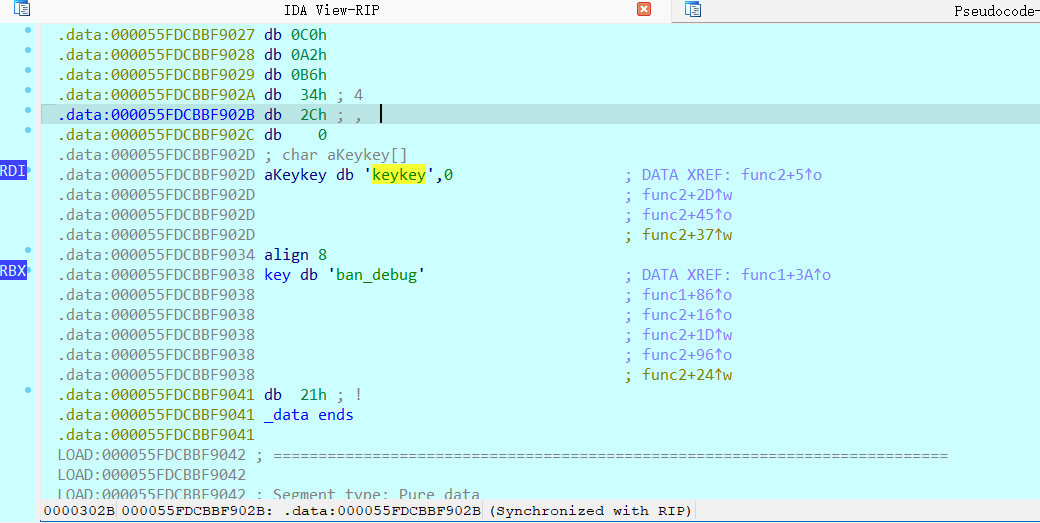 IDA View-RIP
Pseudocode-
.data:000055FDCBBF9027 db 0C0h
.data:000055FDCBBF9028 db 0A2h
.data:000055FDCBBF9029 db 0B6h
.data:000055FDCBBF902A db  34h ; 4
.data:000055FDCBBF902B db  2Ch ; ,
.data:000055FDCBBF902C db    0
.data:000055FDCBBF902D ; char aKeykey[]
RDI .data:000055FDCBBF902D aKeykey db 'keykey',0 ; DATA XREF: func2+5↑o
.data:000055FDCBBF902D ; func2+2D↑w
.data:000055FDCBBF902D ; func2+45↑o
.data:000055FDCBBF902D ; func2+37↑w
.data:000055FDCBBF9034 align 8
RBX .data:000055FDCBBF9038 key db 'ban_debug' ; DATA XREF: func1+3A↑o
.data:000055FDCBBF9038 ; func1+86↑o
.data:000055FDCBBF9038 ; func2+16↑o
.data:000055FDCBBF9038 ; func2+1D↑w
.data:000055FDCBBF9038 ; func2+96↑o
.data:000055FDCBBF9038 ; func2+24↑w
.data:000055FDCBBF9041 db  21h ; !
.data:000055FDCBBF9041 _data ends
.data:000055FDCBBF9041
LOAD:000055FDCBBF9042 ; ===========================================================================
LOAD:000055FDCBBF9042
LOAD:000055FDCBBF9042 ; Segment type: Pure data
0000302B 000055FDCBBF902B: .data:000055FDCBBF902B (Synchronized with RIP)